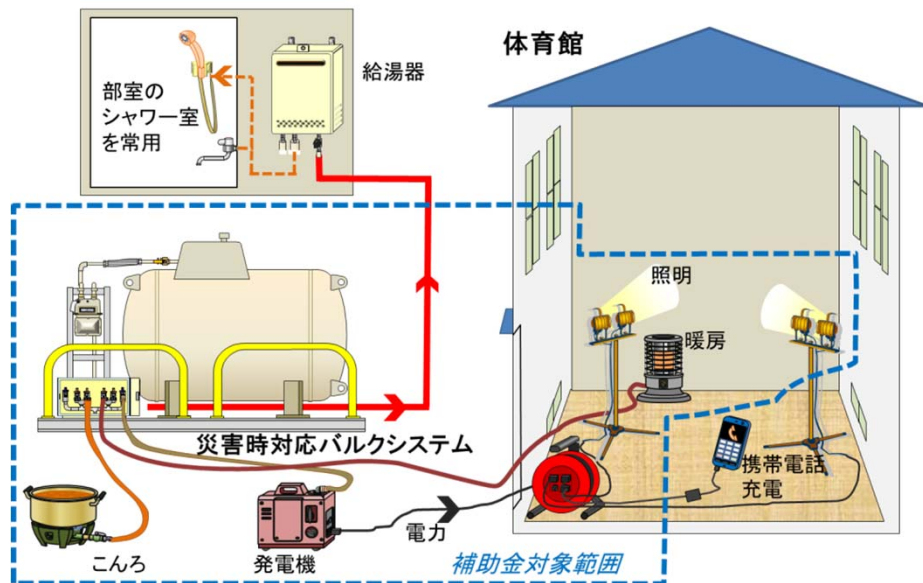 体育館
給湯器
部室の
シャワー室
を常用
照明
暖房
災害時対応バルクシステム
携帯電話
充電
こんろ
発電機
電力
補助金対象範囲